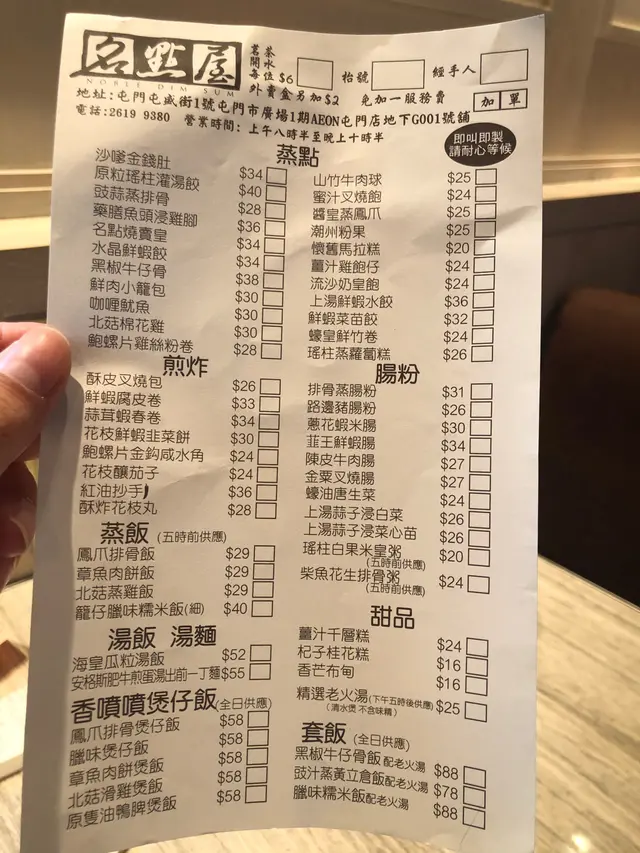 名點屋
NOBLE DIM SUM
茗茶
開水
每位$6
枱號
經手人
外賣盒另加$2 免加一服務費 加單
地址:屯門屯盛街1號屯門市廣場1期AEON屯門店地下G001號舖
電話:2619 9380 營業時間: 上午八時半至晚上十時半
即叫即製
請耐心等候
蒸點
沙嗲金錢肚 $34
原粒瑤柱灌湯餃 $40
豉蒜蒸排骨 $28
藥膳魚頭浸雞腳 $36
名點燒賣皇 $34
水晶鮮蝦餃 $34
黑椒牛仔骨 $38
鮮肉小籠包 $30
咖喱魷魚 $30
北菇棉花雞 $30
鮑螺片雞絲粉卷 $28
山竹牛肉球 $25
蜜汁叉燒飽 $24
醬皇蒸鳳爪 $25
潮州粉果 $25
懷舊馬拉糕 $20
薑汁雞飽仔 $24
流沙奶皇飽 $24
上湯鮮蝦水餃 $36
鮮蝦菜苗餃 $32
蠔皇鮮竹卷 $24
瑤柱蒸蘿蔔糕 $26
煎炸
酥皮叉燒包 $26
鮮蝦腐皮卷 $33
蒜茸蝦春卷 $34
花枝鮮蝦韭菜餅 $30
鮑螺片金鈎咸水角 $24
花枝釀茄子 $24
紅油抄手 $36
酥炸花枝丸 $28
腸粉
排骨蒸腸粉 $31
路邊豬腸粉 $26
蔥花蝦米腸 $30
韮王鮮蝦腸 $34
陳皮牛肉腸 $27
金粟叉燒腸 $27
蠔油唐生菜 $24
上湯蒜子浸白菜 $26
上湯蒜子浸菜心苗 $26
瑤柱白果米皇粥 $20
(五時前供應)
柴魚花生排骨粥 $24
(五時前供應)
蒸飯 (五時前供應)
鳳爪排骨飯 $29
章魚肉餅飯 $29
北菇蒸雞飯 $29
籠仔臘味糯米飯(細) $40
甜品
薑汁千層糕 $24
杞子桂花糕 $16
香芒布甸 $16
精選老火湯(下午五時後供應) $25
(清水煲 不含味精)
湯飯 湯麵
海皇瓜粒湯飯 $52
安格斯肥牛煎蛋湯出前一丁麵 $55
香噴噴煲仔飯(全日供應)
鳳爪排骨煲仔飯 $58
臘味煲仔飯 $58
章魚肉餅煲飯 $58
北菇滑雞煲飯 $58
原隻油鴨脾煲飯 $58
套飯 (全日供應)
黑椒牛仔骨飯配老火湯 $88
豉汁蒸黃立倉飯配老火湯 $78
臘味糯米飯配老火湯 $88